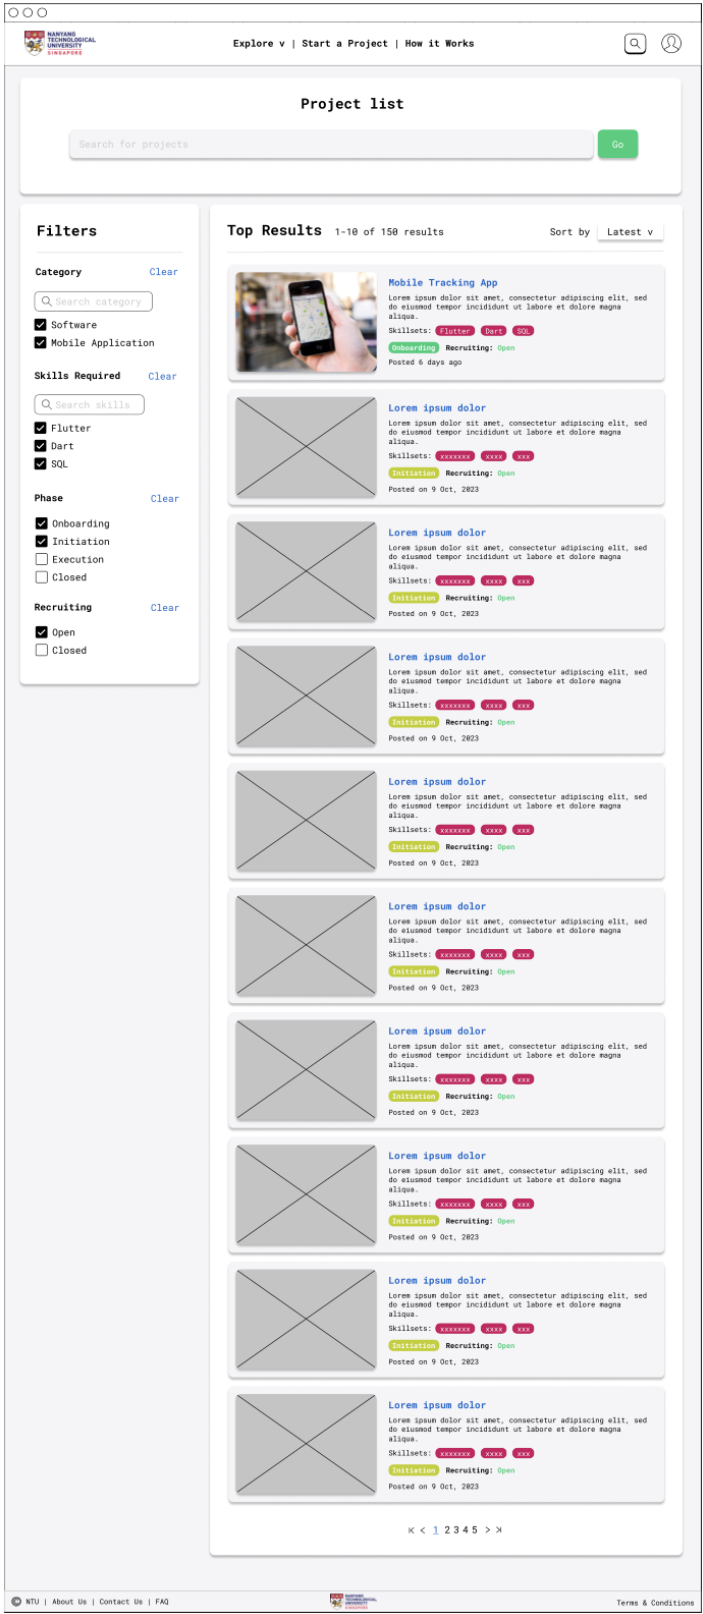 NANYANG
TECHNOLOGICAL
UNIVERSITY
SINGAPORE
Explore v | Start a Project | How it Works
Project list
Search for projects
Go
Filters
Category Clear
Search category
Software
Mobile Application
Skills Required Clear
Search skills
Flutter
Dart
SQL
Phase Clear
Onboarding
Initiation
Execution
Closed
Recruiting Clear
Open
Closed
Top Results 1-10 of 150 results
Sort by Latest v
Mobile Tracking App
Lorem ipsum dolor sit amet, consectetur adipiscing elit, sed
do eiusmod tempor incididunt ut labore et dolore magna
aliqua.
Skillsets: Flutter Dart SQL
Onboarding Recruiting: Open
Posted 6 days ago
Lorem ipsum dolor
Lorem ipsum dolor sit amet, consectetur adipiscing elit, sed
do eiusmod tempor incididunt ut labore et dolore magna
aliqua.
Skillsets: xxxxxxx xxxx xxx
Initiation Recruiting: Open
Posted on 9 Oct, 2023
Lorem ipsum dolor
Lorem ipsum dolor sit amet, consectetur adipiscing elit, sed
do eiusmod tempor incididunt ut labore et dolore magna
aliqua.
Skillsets: xxxxxxx xxxx xxx
Initiation Recruiting: Open
Posted on 9 Oct, 2023
Lorem ipsum dolor
Lorem ipsum dolor sit amet, consectetur adipiscing elit, sed
do eiusmod tempor incididunt ut labore et dolore magna
aliqua.
Skillsets: xxxxxxx xxxx xxx
Initiation Recruiting: Open
Posted on 9 Oct, 2023
Lorem ipsum dolor
Lorem ipsum dolor sit amet, consectetur adipiscing elit, sed
do eiusmod tempor incididunt ut labore et dolore magna
aliqua.
Skillsets: xxxxxxx xxxx xxx
Initiation Recruiting: Open
Posted on 9 Oct, 2023
Lorem ipsum dolor
Lorem ipsum dolor sit amet, consectetur adipiscing elit, sed
do eiusmod tempor incididunt ut labore et dolore magna
aliqua.
Skillsets: xxxxxxx xxxx xxx
Initiation Recruiting: Open
Posted on 9 Oct, 2023
Lorem ipsum dolor
Lorem ipsum dolor sit amet, consectetur adipiscing elit, sed
do eiusmod tempor incididunt ut labore et dolore magna
aliqua.
Skillsets: xxxxxxx xxxx xxx
Initiation Recruiting: Open
Posted on 9 Oct, 2023
Lorem ipsum dolor
Lorem ipsum dolor sit amet, consectetur adipiscing elit, sed
do eiusmod tempor incididunt ut labore et dolore magna
aliqua.
Skillsets: xxxxxxx xxxx xxx
Initiation Recruiting: Open
Posted on 9 Oct, 2023
Lorem ipsum dolor
Lorem ipsum dolor sit amet, consectetur adipiscing elit, sed
do eiusmod tempor incididunt ut labore et dolore magna
aliqua.
Skillsets: xxxxxxx xxxx xxx
Initiation Recruiting: Open
Posted on 9 Oct, 2023
Lorem ipsum dolor
Lorem ipsum dolor sit amet, consectetur adipiscing elit, sed
do eiusmod tempor incididunt ut labore et dolore magna
aliqua.
Skillsets: xxxxxxx xxxx xxx
Initiation Recruiting: Open
Posted on 9 Oct, 2023
K < 1 2 3 4 5 > ꓘ
© NTU | About Us | Contact Us | FAQ
NANYANG
TECHNOLOGICAL
UNIVERSITY
SINGAPORE
Terms & Conditions